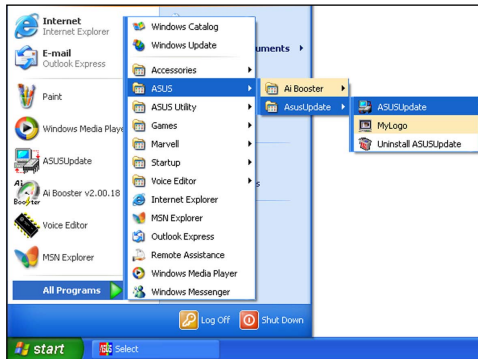 Internet
Internet Explorer
E-mail
Outlook Express
Paint
Windows Media Playe
ASUSUpdate
Ai Booster v2.00.18
Voice Editor
MSN Explorer
All Programs
uments
s
Windows Catalog
Windows Update
Accessories
ASUS
ASUS Utility
Games
Marvell
Startup
Voice Editor
Internet Explorer
MSN Explorer
Outlook Express
Remote Assistance
Windows Media Player
Windows Messenger
Ai Booster
AsusUpdate
ASUSUpdate
MyLogo
Uninstall ASUSUpdate
Log Off
Shut Down
start
Select